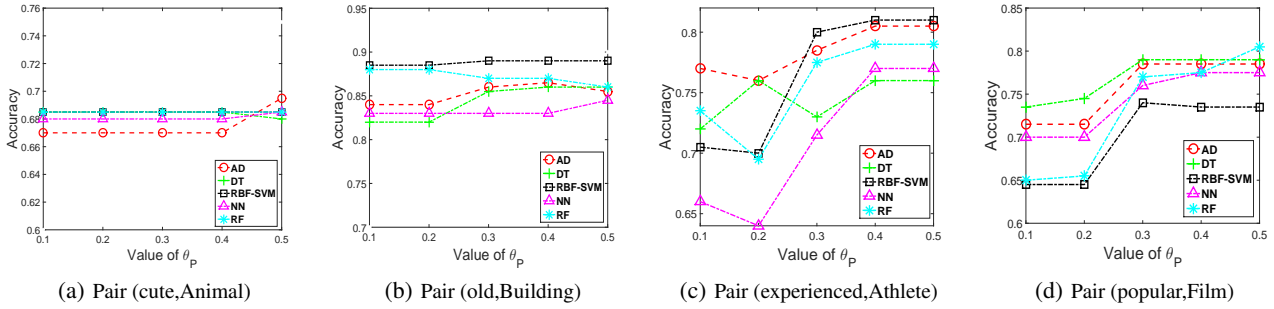 0.76
0.74
0.72
0.7
0.68
0.66
0.64
0.62
0.6
Accuracy
0.1 0.2 0.3 0.4 0.5
Value of θP
AD
DT
RBF-SVM
NN
RF
(a) Pair (cute,Animal)
0.95
0.9
0.85
0.8
0.75
0.7
Accuracy
0.1 0.2 0.3 0.4 0.5
Value of θP
AD
DT
RBF-SVM
NN
RF
(b) Pair (old,Building)
0.8
0.75
0.7
0.65
Accuracy
0.1 0.2 0.3 0.4 0.5
Value of θP
AD
DT
RBF-SVM
NN
RF
(c) Pair (experienced,Athlete)
0.85
0.8
0.75
0.7
0.65
0.6
Accuracy
0.1 0.2 0.3 0.4 0.5
Value of θP
AD
DT
RBF-SVM
NN
RF
(d) Pair (popular,Film)